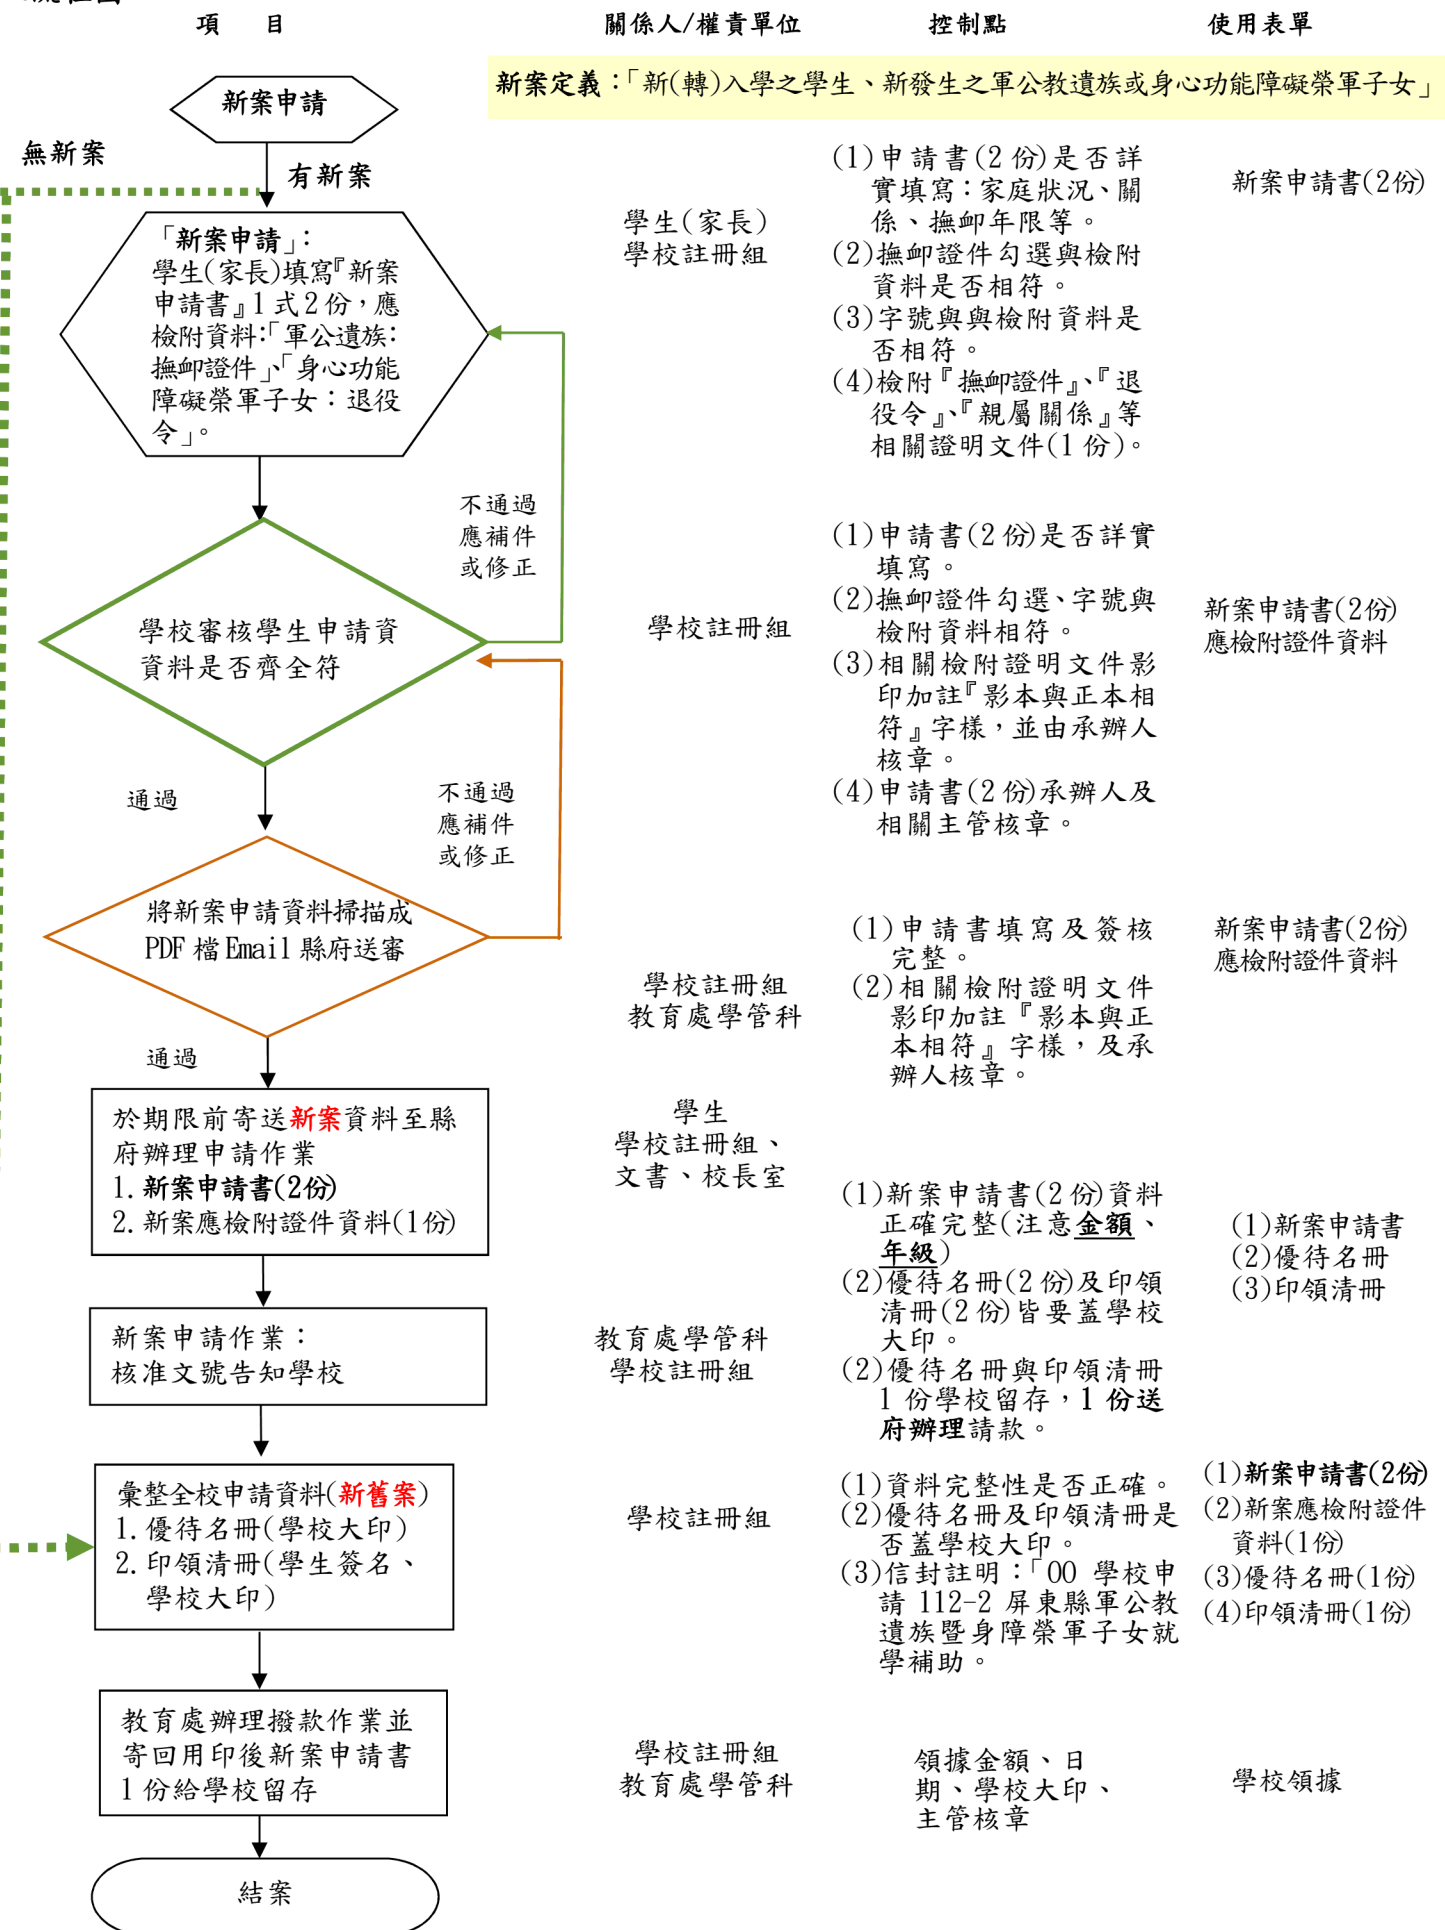 項 目
關係人/權責單位
控制點
使用表單
新案定義：「新(轉)入學之學生、新發生之軍公教遺族或身心功能障礙榮軍子女」
新案申請
無新案
有新案
「新案申請」：
學生(家長)填寫『新案
申請書』1式2份，應
檢附資料：「軍公遺族：
撫卹證件」、「身心功能
障礙榮軍子女：退役
令」。
學生(家長)
學校註冊組
(1)申請書(2份)是否詳
實填寫：家庭狀況、關
係、撫卹年限等。
(2)撫卹證件勾選與檢附
資料是否相符。
(3)字號與與檢附資料是
否相符。
(4)檢附『撫卹證件』、『退
役令』、『親屬關係』等
相關證明文件(1份)。
新案申請書(2份)
不通過
應補件
或修正
學校審核學生申請資
資料是否齊全符
學校註冊組
(1)申請書(2份)是否詳實
填寫。
(2)撫卹證件勾選、字號與
檢附資料相符。
(3)相關檢附證明文件影
印加註『影本與正本相
符』字樣，並由承辦人
核章。
(4)申請書(2份)承辦人及
相關主管核章。
新案申請書(2份)
應檢附證件資料
通過
不通過
應補件
或修正
將新案申請資料掃描成
PDF檔Email縣府送審
學校註冊組
教育處學管科
(1)申請書填寫及簽核
完整。
(2)相關檢附證明文件
影印加註『影本與正
本相符』字樣，及承
辦人核章。
新案申請書(2份)
應檢附證件資料
通過
於期限前寄送新案資料至縣
府辦理申請作業
1.新案申請書(2份)
2.新案應檢附證件資料(1份)
學生
學校註冊組、
文書、校長室
(1)新案申請書(2份)資料
正確完整(注意金額、
年級)
(2)優待名冊(2份)及印領
清冊(2份)皆要蓋學校
大印。
(2)優待名冊與印領清冊
1份學校留存，1份送
府辦理請款。
(1)新案申請書
(2)優待名冊
(3)印領清冊
新案申請作業：
核准文號告知學校
教育處學管科
學校註冊組
彙整全校申請資料(新舊案)
1.優待名冊(學校大印)
2.印領清冊(學生簽名、
學校大印)
學校註冊組
(1)資料完整性是否正確。
(2)優待名冊及印領清冊是
否蓋學校大印。
(3)信封註明：「OO 學校申
請 112-2 屏東縣軍公教
遺族暨身障榮軍子女就
學補助。
(1)新案申請書(2份)
(2)新案應檢附證件
資料(1份)
(3)優待名冊(1份)
(4)印領清冊(1份)
教育處辦理撥款作業並
寄回用印後新案申請書
1份給學校留存
學校註冊組
教育處學管科
領據金額、日
期、學校大印、
主管核章
學校領據
結案